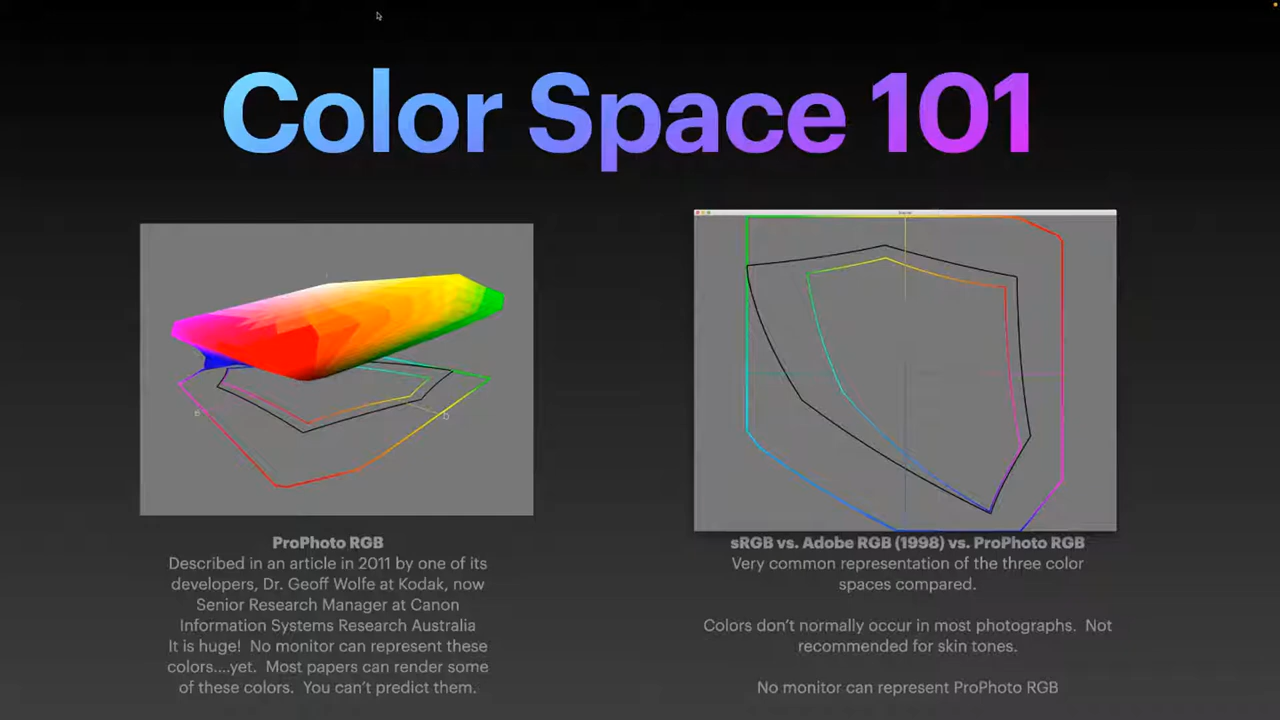 Color Space 101
ProPhoto RGB
Described in an article in 2011 by one of its
developers, Dr. Geoff Wolfe at Kodak, now
Senior Research Manager at Canon
Information Systems Research Australia
It is huge!  No monitor can represent these
colors....yet.  Most papers can render some
of these colors.  You can't predict them.
sRGB vs. Adobe RGB (1998) vs. ProPhoto RGB
Very common representation of the three color
spaces compared.
Colors don't normally occur in most photographs.  Not
recommended for skin tones.
No monitor can represent ProPhoto RGB